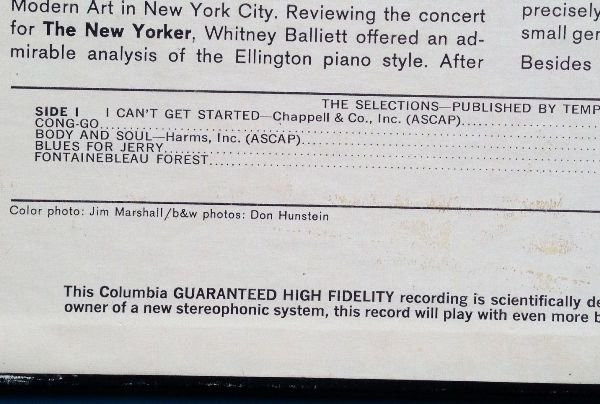 Modern Art in New York City. Reviewing the concert
for The New Yorker, Whitney Balliett offered an ad-
mirable analysis of the Ellington piano style. After
precisely
small ger
Besides
THE SELECTIONS—PUBLISHED BY TEMP
SIDE I I CAN'T GET STARTED—Chappell & Co., Inc. (ASCAP)
CONG-GO
BODY AND SOUL—Harms, Inc. (ASCAP)
BLUES FOR JERRY
FONTAINEBLEAU FOREST
Color photo: Jim Marshall/b&w photos: Don Hunstein
This Columbia GUARANTEED HIGH FIDELITY recording is scientifically de
owner of a new stereophonic system, this record will play with even more b